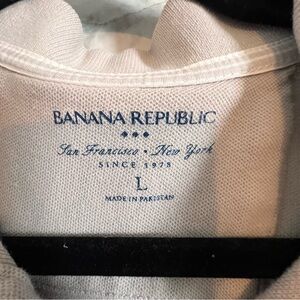 BANANA REPUBLIC
San Francisco • New York
SINCE 1978
L
MADE IN PAKISTAN